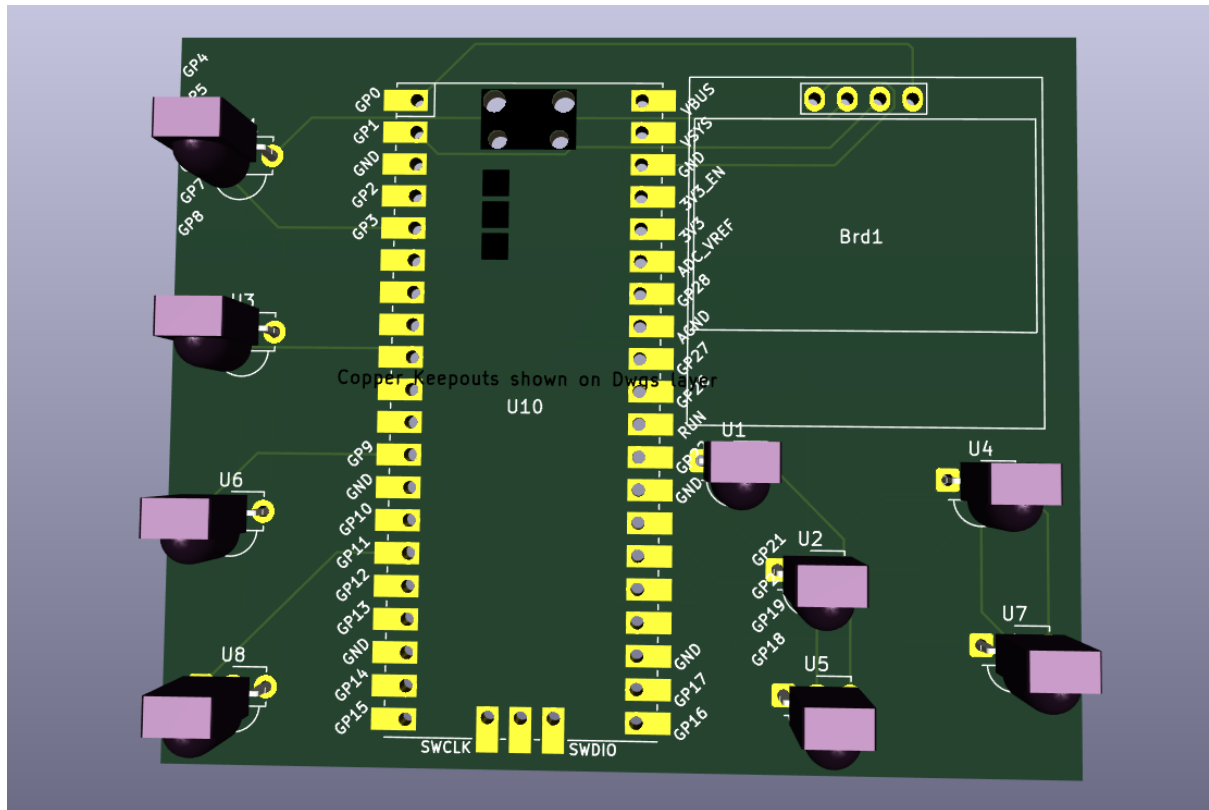 GP4
GP5
GP7
GP8
U3
U6
U8
GP0
GP1
GND
GP2
GP3
GP9
GND
GP10
GP11
GP12
GP13
GND
GP14
GP15
Copper Keepouts shown on Dwgs layer
U10
SWCLK
SWDIO
VBUS
VSYS
GND
3V3_EN
3V3
ADC_VREF
GP28
AGND
GP27
RUN
GND
GP21
GP19
GP18
GND
GP17
GP16
Brd1
U1
U4
U2
U7
U5